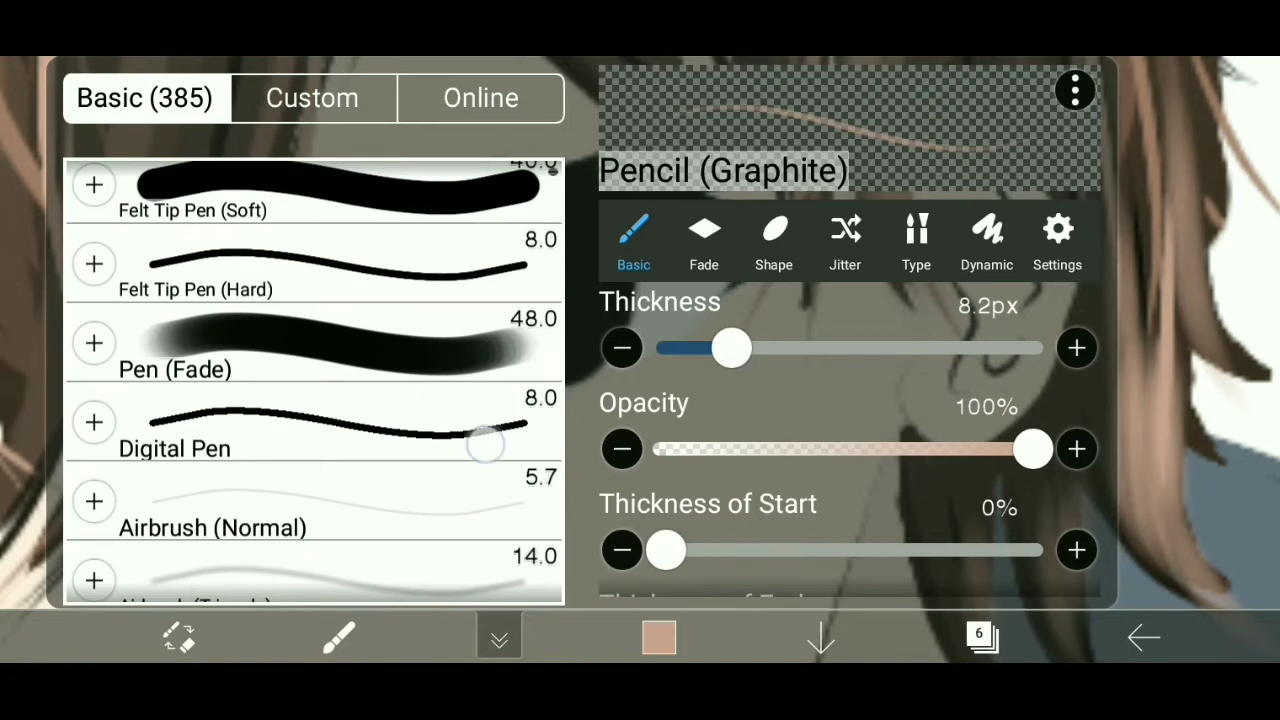 Basic (385)
Custom
Online
40.0
Felt Tip Pen (Soft)
8.0
Felt Tip Pen (Hard)
48.0
Pen (Fade)
8.0
Digital Pen
5.7
Airbrush (Normal)
14.0
Pencil (Graphite)
Basic
Fade
Shape
Jitter
Type
Dynamic
Settings
Thickness
8.2px
Opacity
100%
Thickness of Start
0%
6